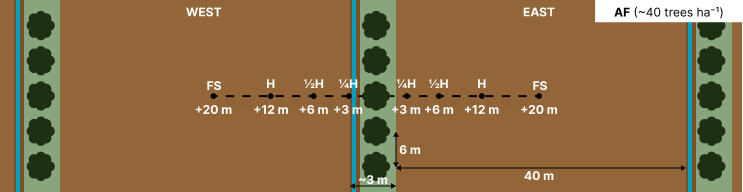 WEST
EAST
AF (~40 trees ha⁻¹)
FS H ½H ¼H ¼H ½H H FS
+20 m +12 m +6 m +3 m +3 m +6 m +12 m +20 m
6 m
40 m
~3 m